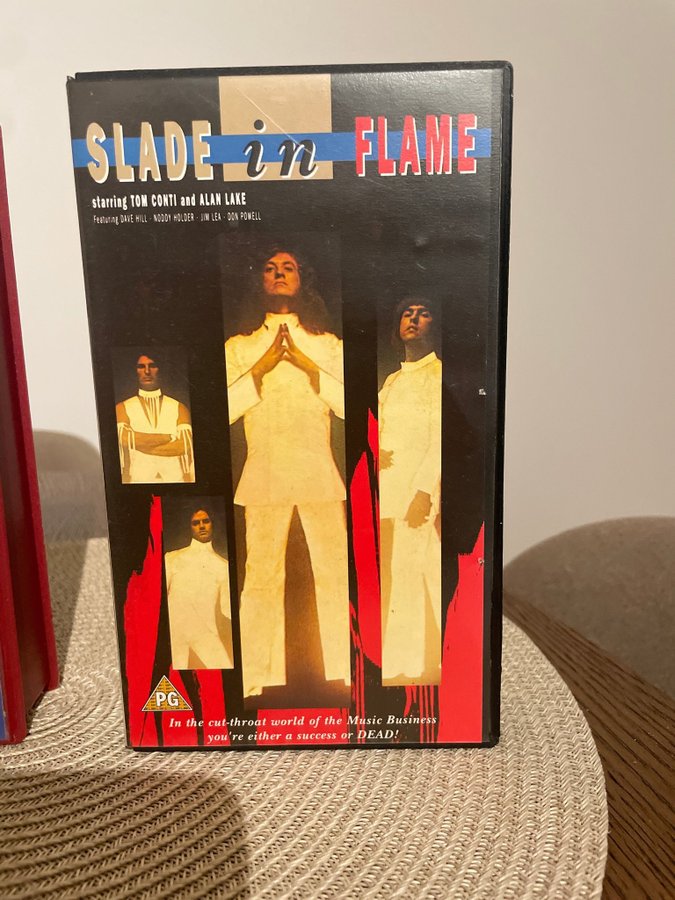 SLADE in FLAME
starring TOM CONTI and ALAN LAKE
Featuring DAVE HILL · NODDY HOLDER · JIM LEA · DON POWELL
PG
In the cut-throat world of the Music Business
you're either a success or DEAD!